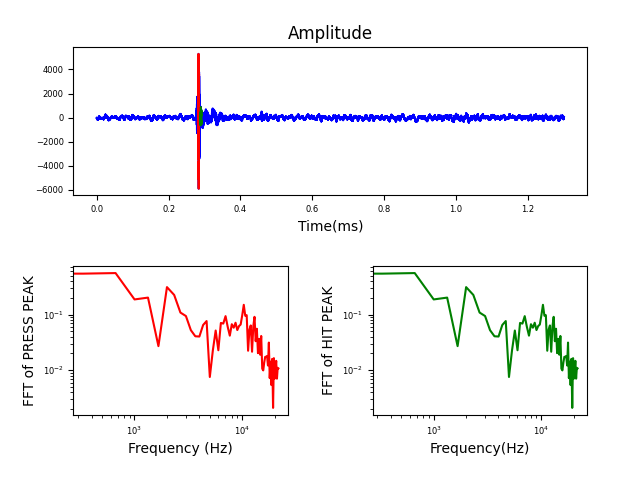 Amplitude
4000
2000
0
−2000
−4000
−6000
0.0 0.2 0.4 0.6 0.8 1.0 1.2
Time(ms)
FFT of PRESS PEAK
10⁻¹
10⁻²
10³ 10⁴
Frequency (Hz)
FFT of HIT PEAK
10⁻¹
10⁻²
10³ 10⁴
Frequency(Hz)